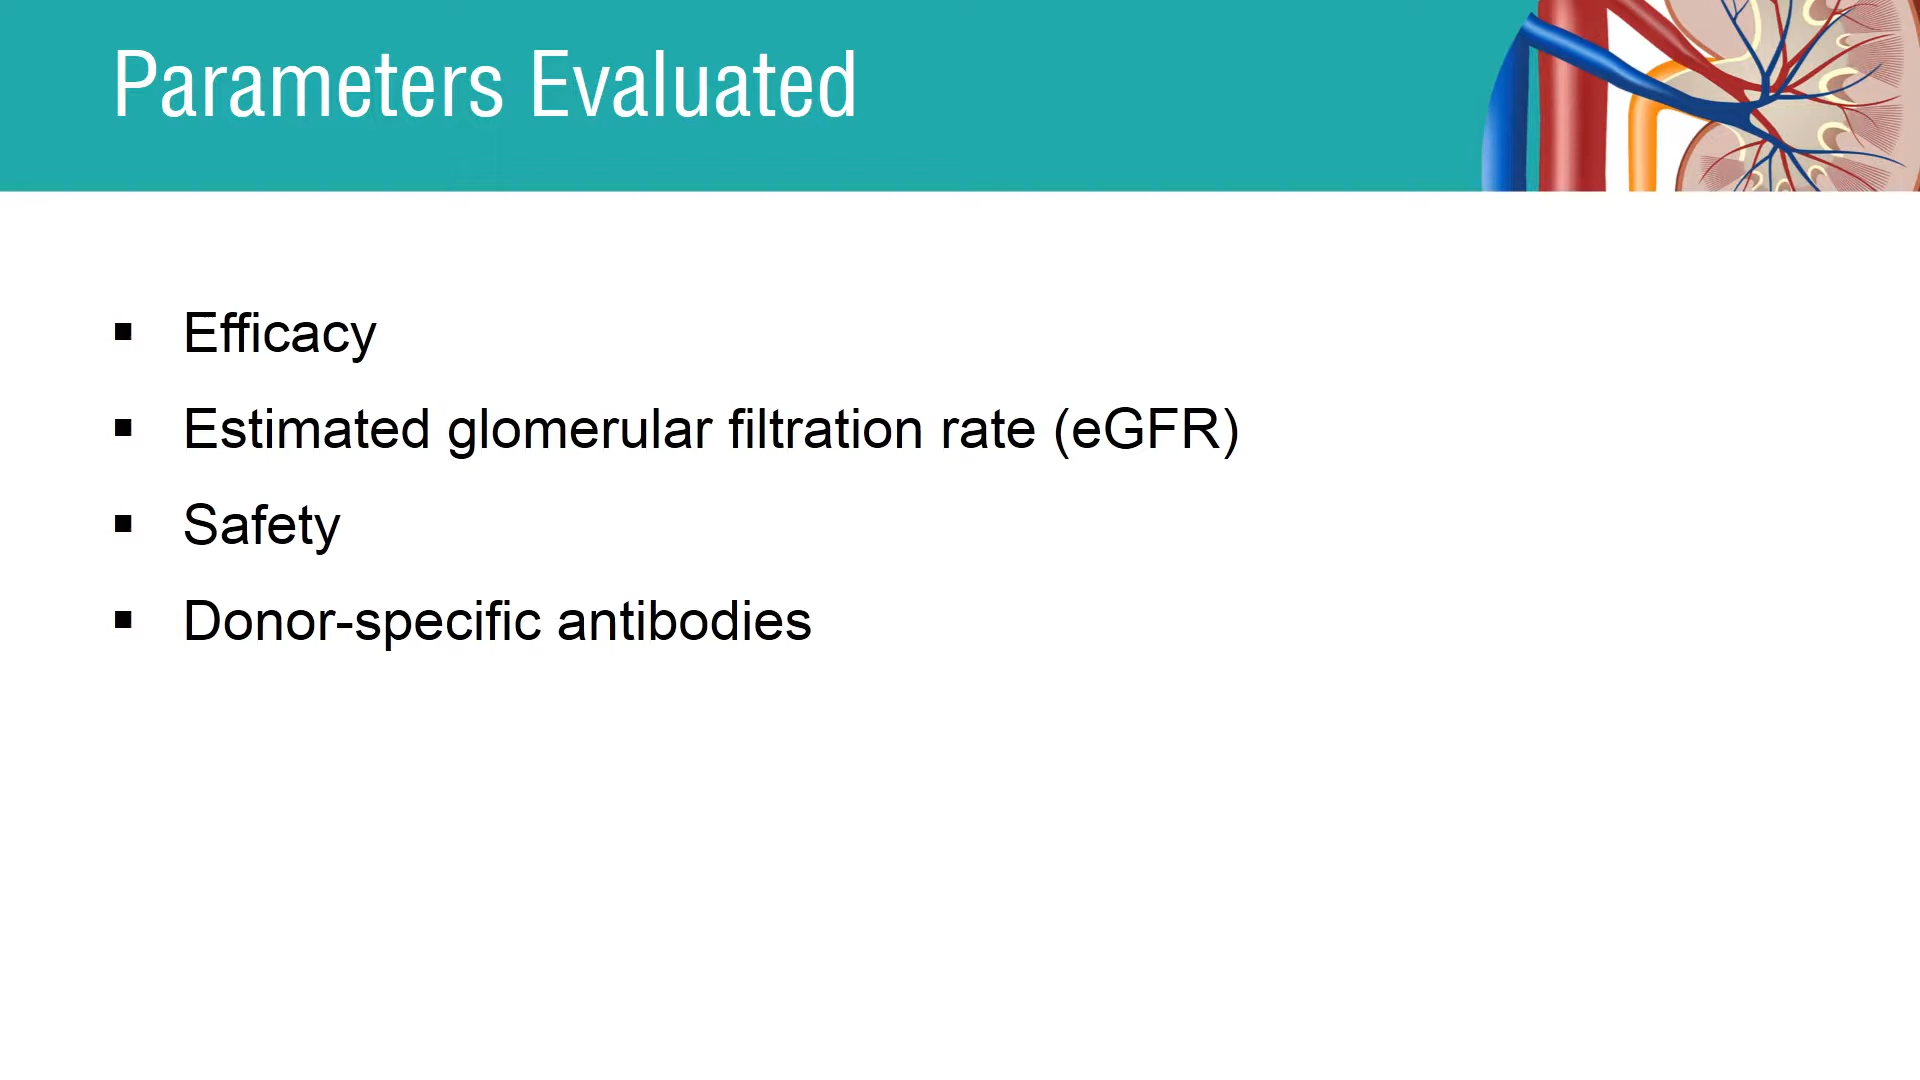 Parameters Evaluated
▪ Efficacy
▪ Estimated glomerular filtration rate (eGFR)
▪ Safety
▪ Donor-specific antibodies